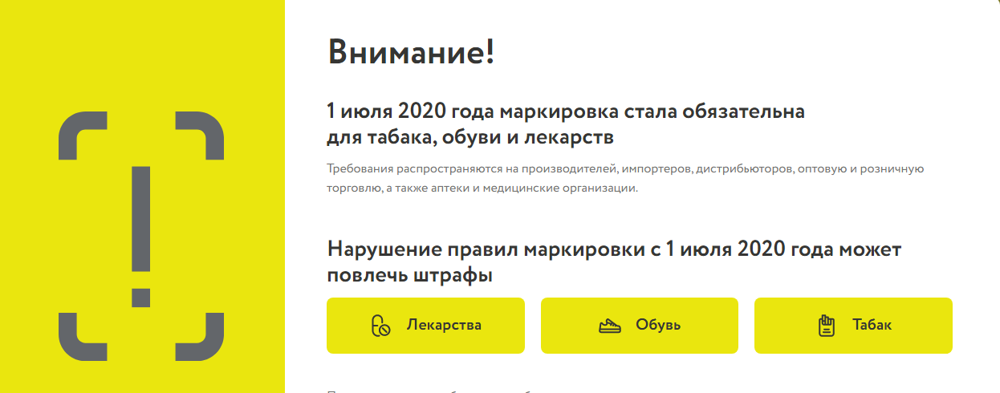 Внимание!
1 июля 2020 года маркировка стала обязательна
для табака, обуви и лекарств
Требования распространяются на производителей, импортеров, дистрибьюторов, оптовую и розничную
торговлю, а также аптеки и медицинские организации.
Нарушение правил маркировки с 1 июля 2020 года может
повлечь штрафы
Лекарства
Обувь
Табак